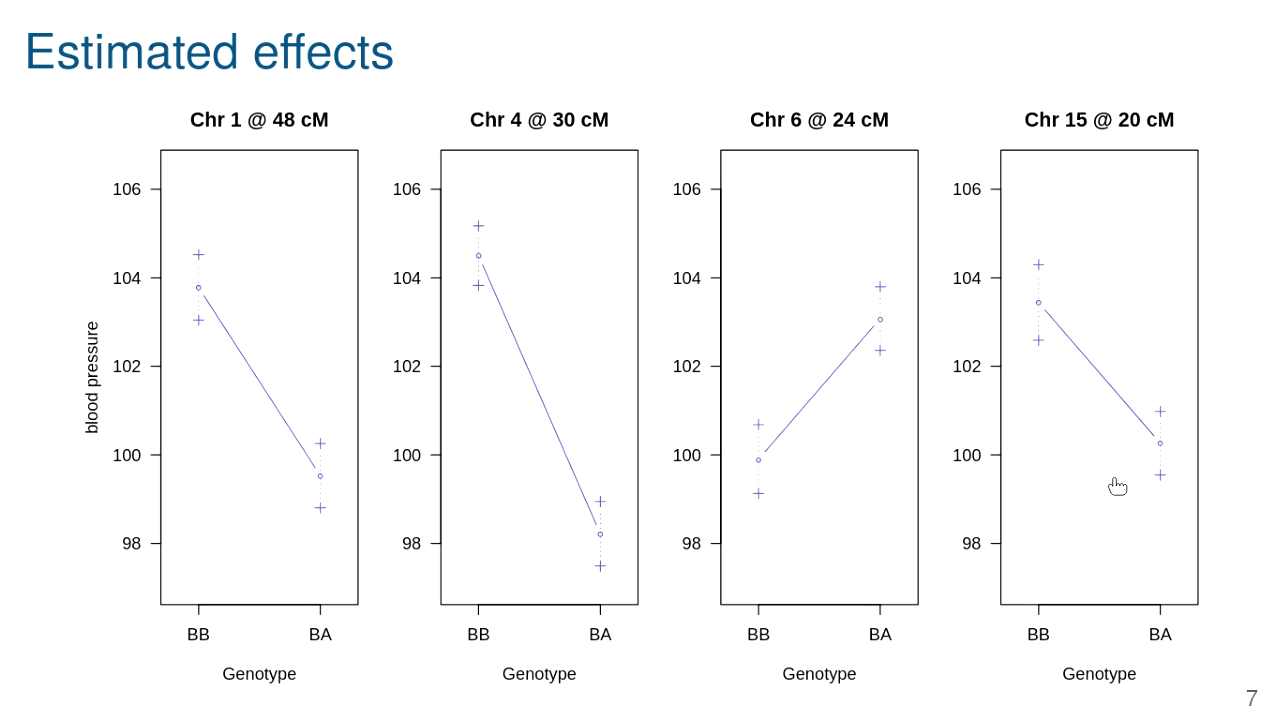 Estimated effects
Chr 1 @ 48 cM
106
104
102
100
98
blood pressure
BB BA
Genotype
Chr 4 @ 30 cM
106
104
102
100
98
BB BA
Genotype
Chr 6 @ 24 cM
106
104
102
100
98
BB BA
Genotype
Chr 15 @ 20 cM
106
104
102
100
98
BB BA
Genotype
7